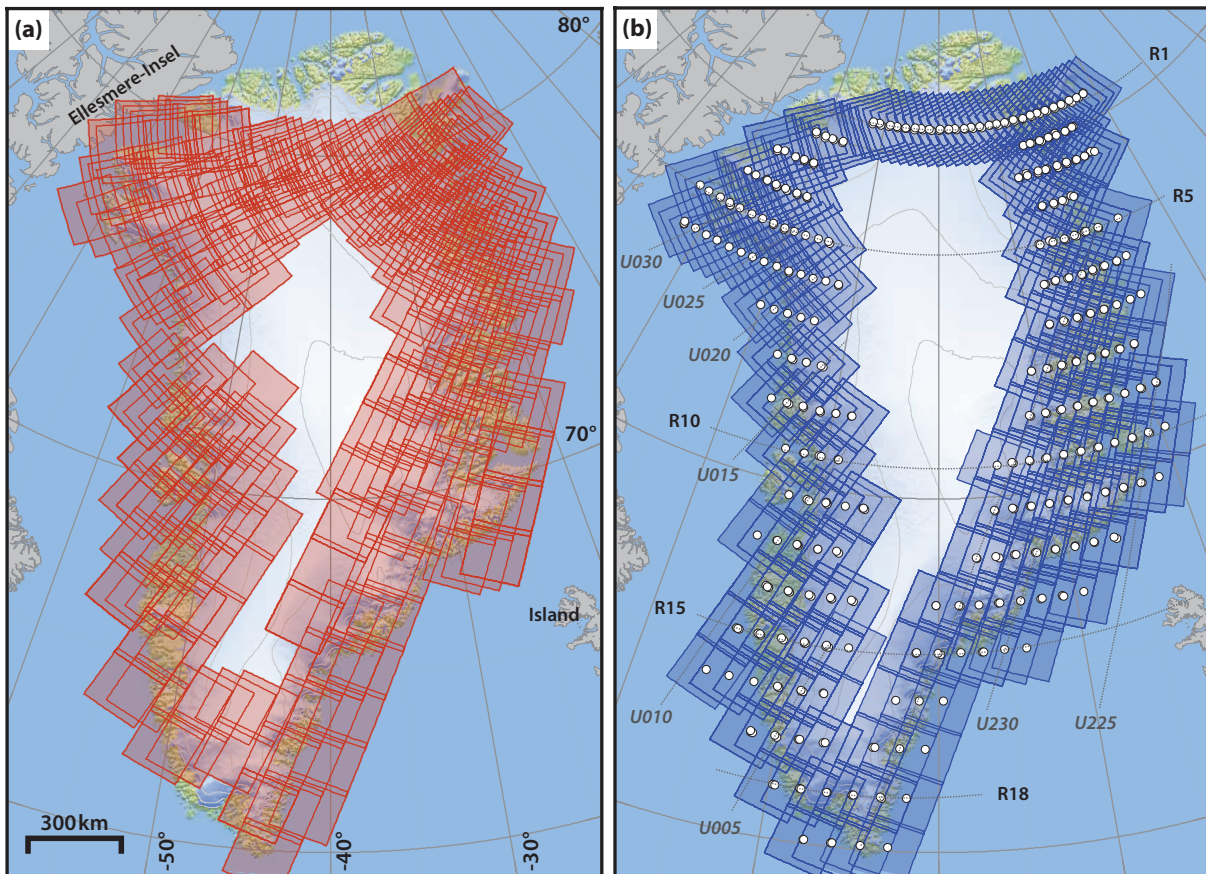 (a)
80°
Ellesmere-Insel
70°
Island
300 km
-50°
-40°
-30°
(b)
R1
R5
U030
U025
U020
R10
U015
R15
U010
U230
U225
R18
U005